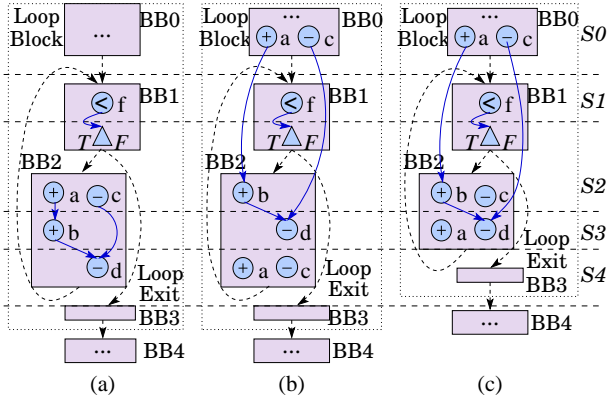 Loop Block
BB0
...
BB1
< f
T F
BB2
+ a − c
+ b
− d
Loop Exit
BB3
... BB4
(a)
Loop Block
...
BB0
+ a − c
BB1
< f
T F
BB2
+ b
− d
+ a − c
Loop Exit
BB3
... BB4
(b)
Loop Block
...
BB0
+ a − c
BB1
< f
T F
BB2
+ b − c
+ a − d
Loop Exit
BB3
... BB4
(c)
S0
S1
S2
S3
S4